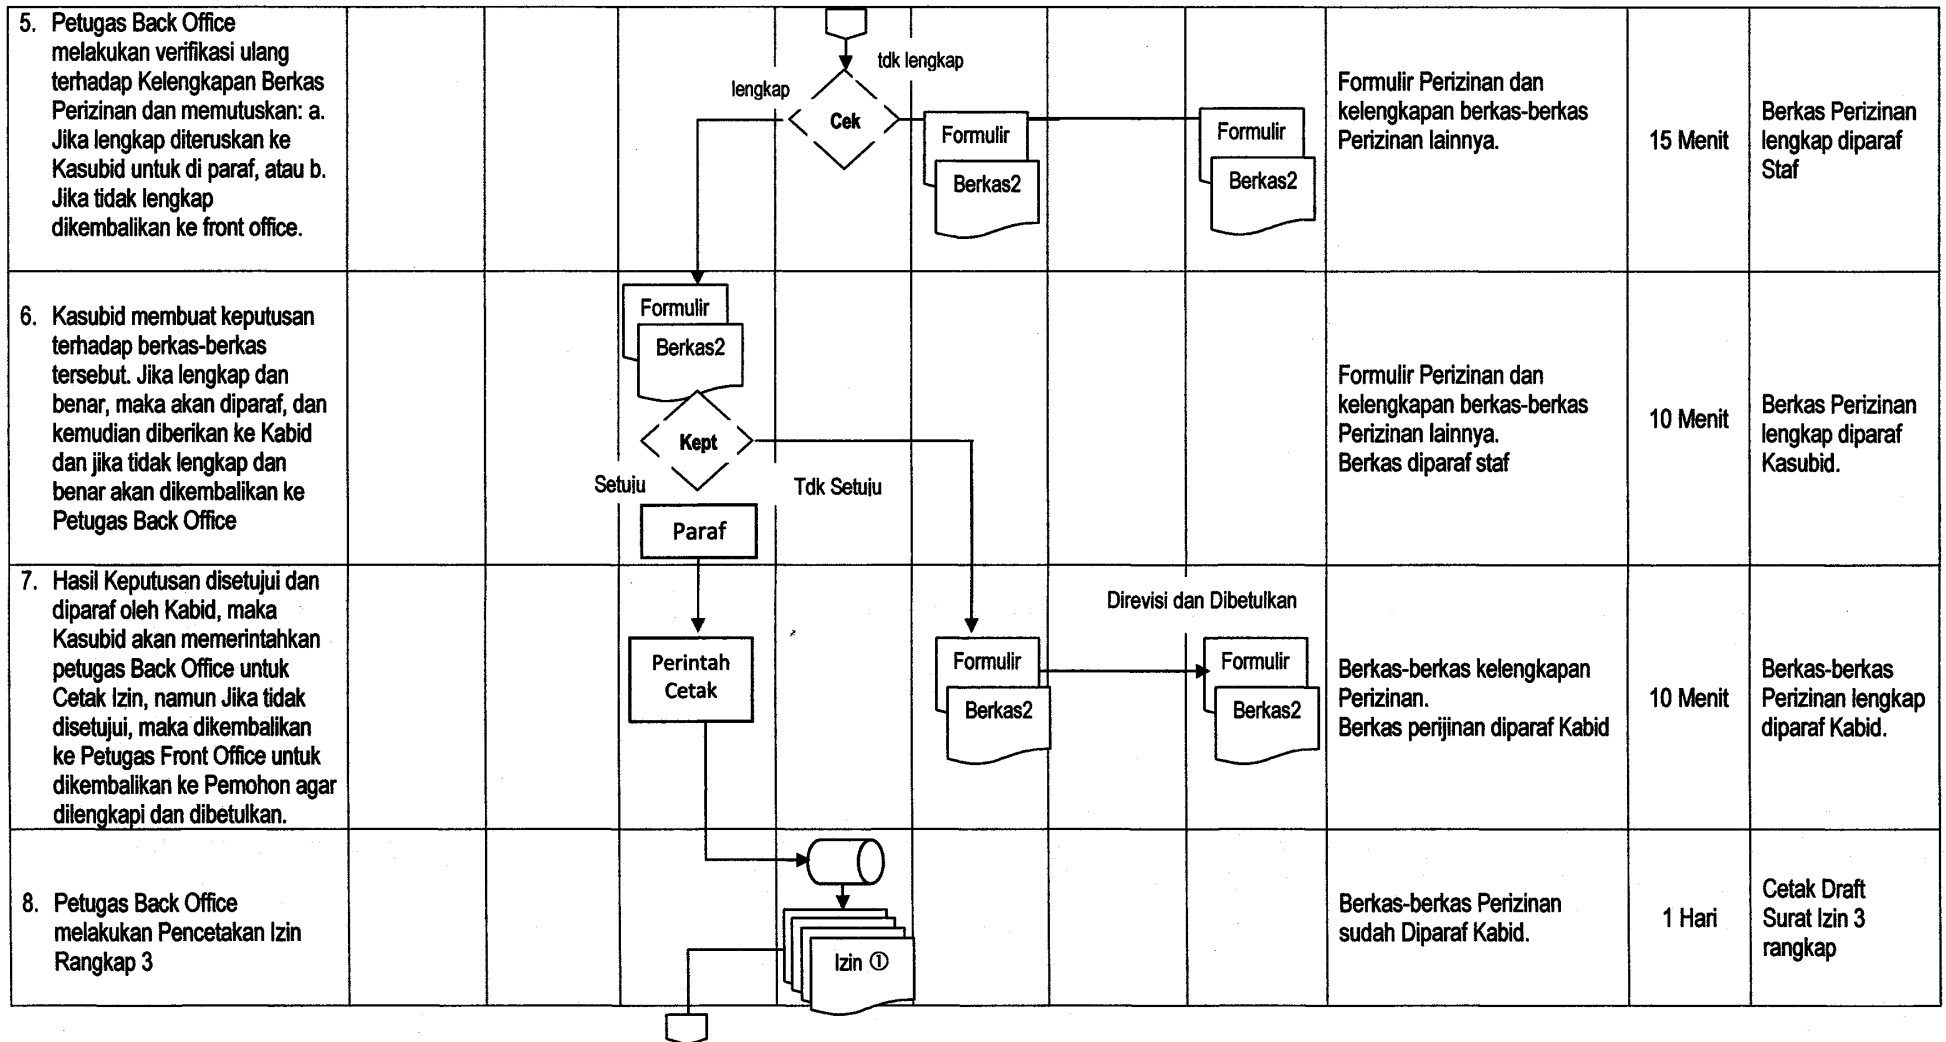 5. Petugas Back Office
melakukan verifikasi ulang
terhadap Kelengkapan Berkas
Perizinan dan memutuskan: a.
Jika lengkap diteruskan ke
Kasubid untuk di paraf, atau b.
Jika tidak lengkap
dikembalikan ke front office.
lengkap
tdk lengkap
Cek
Formulir
Berkas2
Formulir
Berkas2
Formulir Perizinan dan
kelengkapan berkas-berkas
Perizinan lainnya.
15 Menit
Berkas Perizinan
lengkap diparaf
Staf
6. Kasubid membuat keputusan
terhadap berkas-berkas
tersebut. Jika lengkap dan
benar, maka akan diparaf, dan
kemudian diberikan ke Kabid
dan jika tidak lengkap dan
benar akan dikembalikan ke
Petugas Back Office
Formulir
Berkas2
Kept
Setuju
Tdk Setuju
Paraf
Formulir Perizinan dan
kelengkapan berkas-berkas
Perizinan lainnya.
Berkas diparaf staf
10 Menit
Berkas Perizinan
lengkap diparaf
Kasubid.
7. Hasil Keputusan disetujui dan
diparaf oleh Kabid, maka
Kasubid akan memerintahkan
petugas Back Office untuk
Cetak Izin, namun Jika tidak
disetujui, maka dikembalikan
ke Petugas Front Office untuk
dikembalikan ke Pemohon agar
dilengkapi dan dibetulkan.
Perintah
Cetak
Direvisi dan Dibetulkan
Formulir
Berkas2
Formulir
Berkas2
Berkas-berkas kelengkapan
Perizinan.
Berkas perijinan diparaf Kabid
10 Menit
Berkas-berkas
Perizinan lengkap
diparaf Kabid.
8. Petugas Back Office
melakukan Pencetakan Izin
Rangkap 3
Izin ①
Berkas-berkas Perizinan
sudah Diparaf Kabid.
1 Hari
Cetak Draft
Surat Izin 3
rangkap